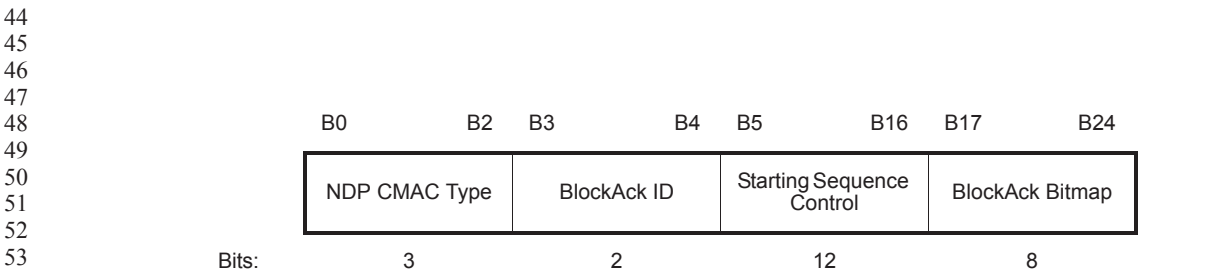 44
45
46
47
48 B0 B2 B3 B4 B5 B16 B17 B24
49
50 NDP CMAC Type BlockAck ID Starting Sequence BlockAck Bitmap
51 Control
52
53 Bits: 3 2 12 8